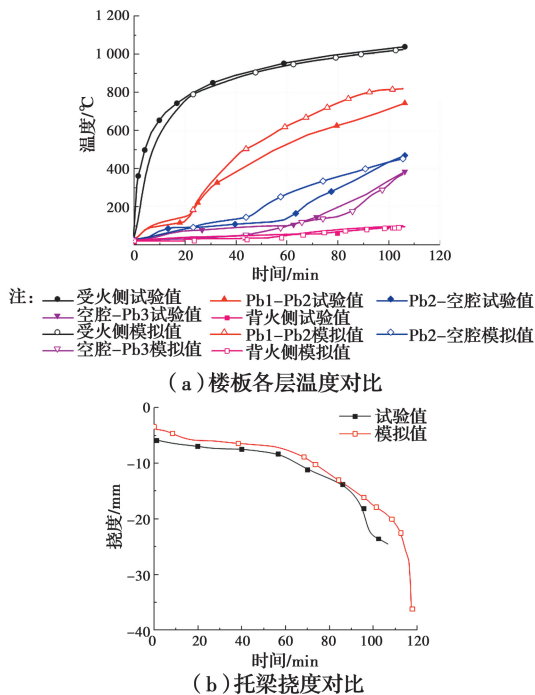 1 200
1 000
800
600
400
200
温度/℃
0 20 40 60 80 100 120
时间/min
注: 受火侧试验值 Pb1-Pb2试验值 Pb2-空腔试验值
空腔-Pb3试验值 背火侧试验值
受火侧模拟值 Pb1-Pb2模拟值 Pb2-空腔模拟值
空腔-Pb3模拟值 背火侧模拟值
(a)楼板各层温度对比
0
-10
-20
-30
-40
挠度/mm
试验值
模拟值
0 20 40 60 80 100 120
时间/min
(b)托梁挠度对比